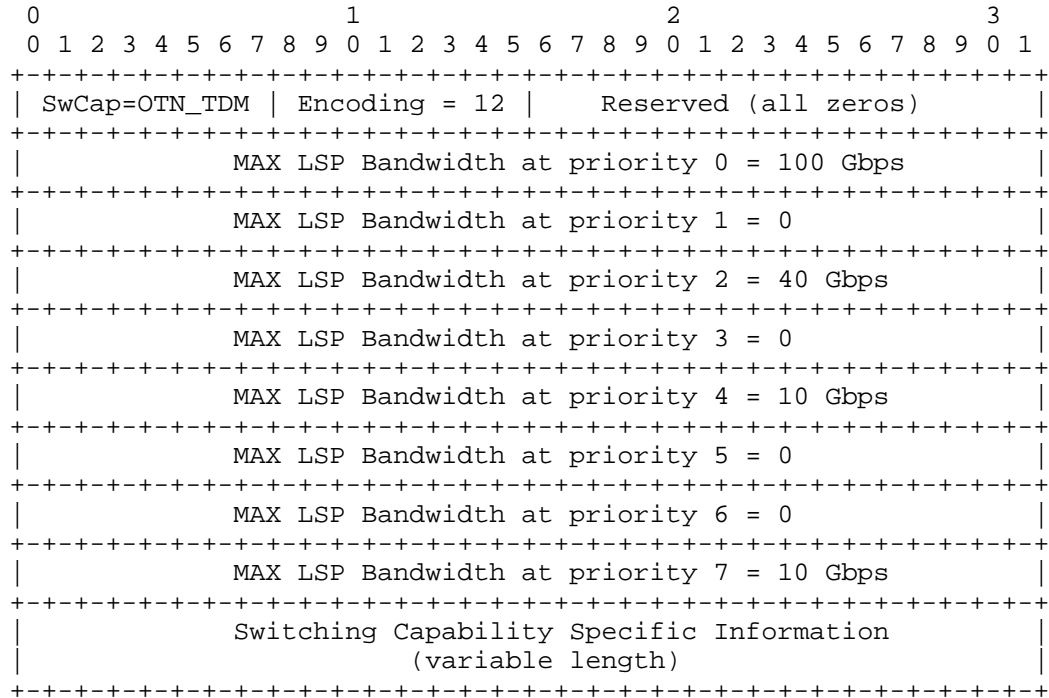 0                   1                   2                   3
 0 1 2 3 4 5 6 7 8 9 0 1 2 3 4 5 6 7 8 9 0 1 2 3 4 5 6 7 8 9 0 1
+-+-+-+-+-+-+-+-+-+-+-+-+-+-+-+-+-+-+-+-+-+-+-+-+-+-+-+-+-+-+-+-+
| SwCap=OTN_TDM | Encoding = 12 |    Reserved (all zeros)       |
+-+-+-+-+-+-+-+-+-+-+-+-+-+-+-+-+-+-+-+-+-+-+-+-+-+-+-+-+-+-+-+-+
|             MAX LSP Bandwidth at priority 0 = 100 Gbps        |
+-+-+-+-+-+-+-+-+-+-+-+-+-+-+-+-+-+-+-+-+-+-+-+-+-+-+-+-+-+-+-+-+
|             MAX LSP Bandwidth at priority 1 = 0               |
+-+-+-+-+-+-+-+-+-+-+-+-+-+-+-+-+-+-+-+-+-+-+-+-+-+-+-+-+-+-+-+-+
|             MAX LSP Bandwidth at priority 2 = 40 Gbps         |
+-+-+-+-+-+-+-+-+-+-+-+-+-+-+-+-+-+-+-+-+-+-+-+-+-+-+-+-+-+-+-+-+
|             MAX LSP Bandwidth at priority 3 = 0               |
+-+-+-+-+-+-+-+-+-+-+-+-+-+-+-+-+-+-+-+-+-+-+-+-+-+-+-+-+-+-+-+-+
|             MAX LSP Bandwidth at priority 4 = 10 Gbps         |
+-+-+-+-+-+-+-+-+-+-+-+-+-+-+-+-+-+-+-+-+-+-+-+-+-+-+-+-+-+-+-+-+
|             MAX LSP Bandwidth at priority 5 = 0               |
+-+-+-+-+-+-+-+-+-+-+-+-+-+-+-+-+-+-+-+-+-+-+-+-+-+-+-+-+-+-+-+-+
|             MAX LSP Bandwidth at priority 6 = 0               |
+-+-+-+-+-+-+-+-+-+-+-+-+-+-+-+-+-+-+-+-+-+-+-+-+-+-+-+-+-+-+-+-+
|             MAX LSP Bandwidth at priority 7 = 10 Gbps         |
+-+-+-+-+-+-+-+-+-+-+-+-+-+-+-+-+-+-+-+-+-+-+-+-+-+-+-+-+-+-+-+-+
|             Switching Capability Specific Information         |
|                        (variable length)                      |
+-+-+-+-+-+-+-+-+-+-+-+-+-+-+-+-+-+-+-+-+-+-+-+-+-+-+-+-+-+-+-+-+